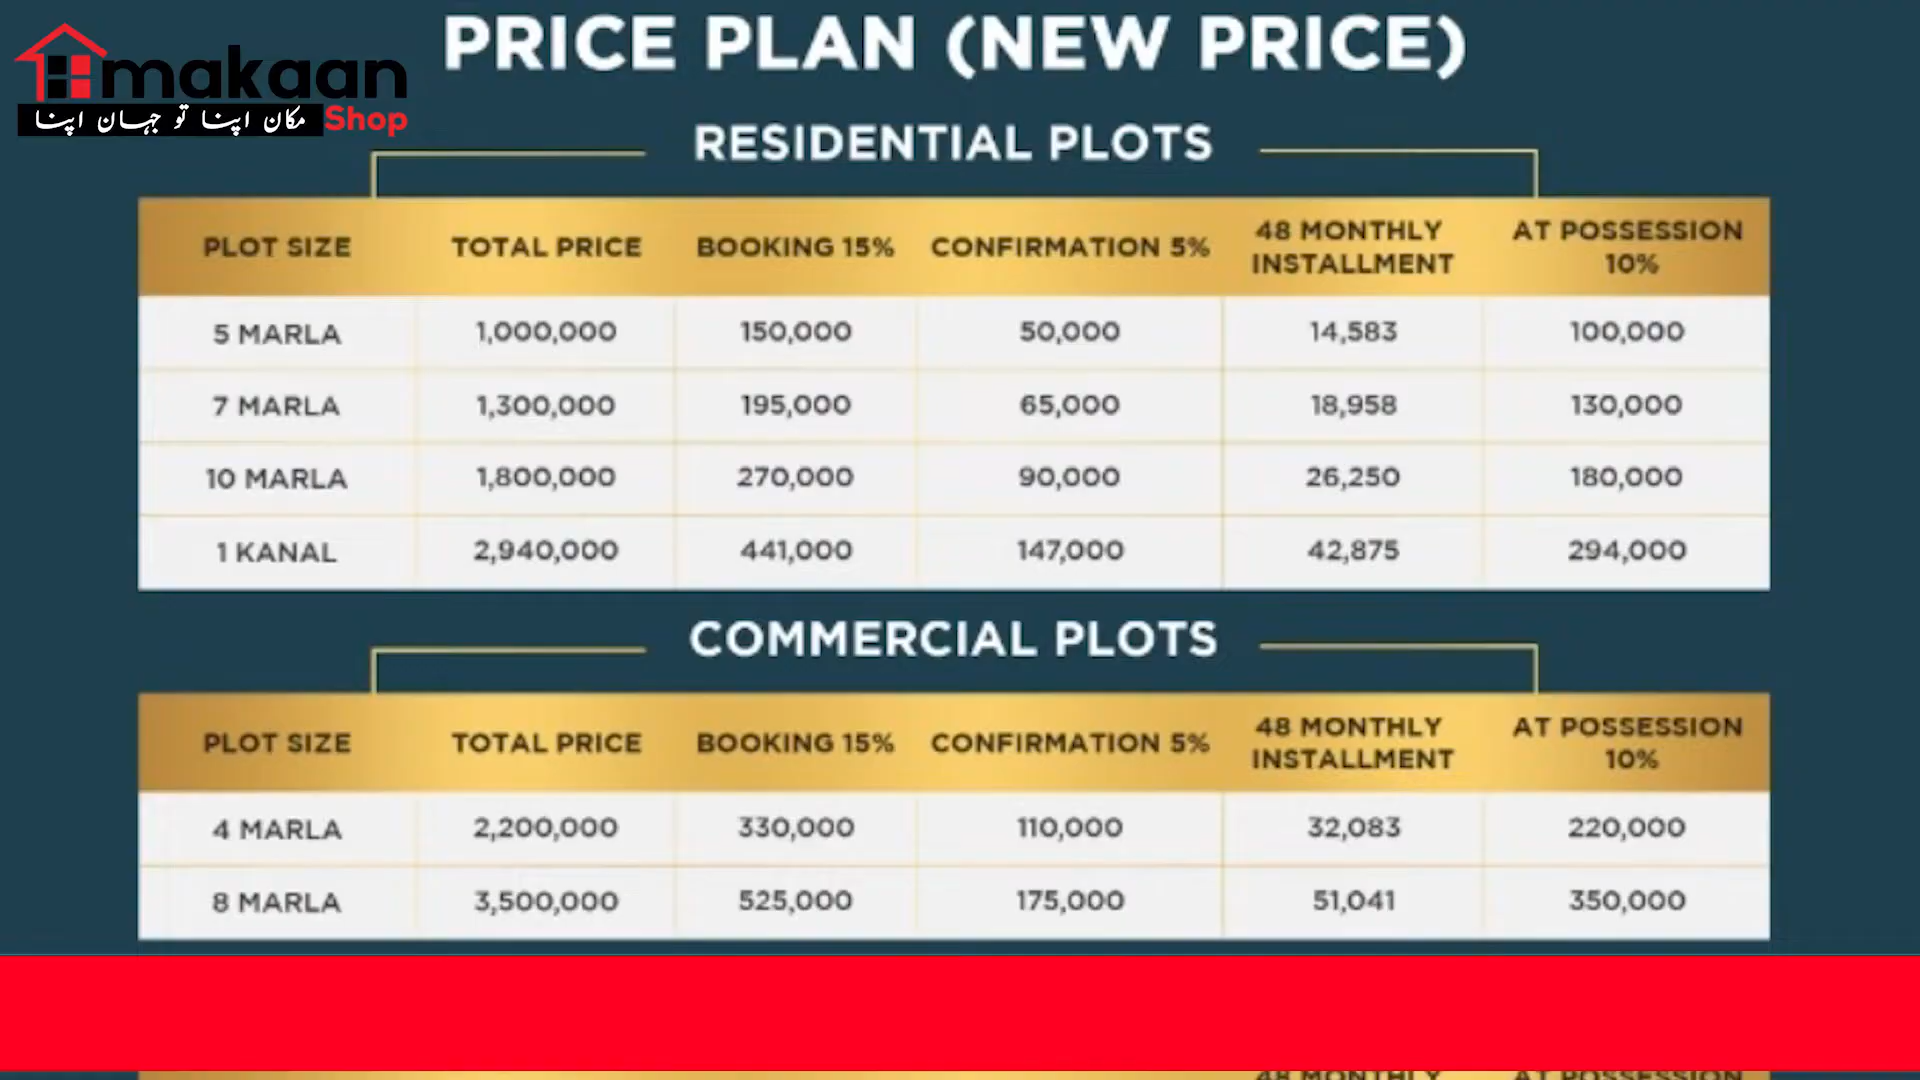 PRICE PLAN (NEW PRICE)
makaan
مکان اپنا تو جہان اپنا Shop
RESIDENTIAL PLOTS
PLOT SIZE TOTAL PRICE BOOKING 15% CONFIRMATION 5% 48 MONTHLY INSTALLMENT AT POSSESSION 10%
5 MARLA 1,000,000 150,000 50,000 14,583 100,000
7 MARLA 1,300,000 195,000 65,000 18,958 130,000
10 MARLA 1,800,000 270,000 90,000 26,250 180,000
1 KANAL 2,940,000 441,000 147,000 42,875 294,000
COMMERCIAL PLOTS
PLOT SIZE TOTAL PRICE BOOKING 15% CONFIRMATION 5% 48 MONTHLY INSTALLMENT AT POSSESSION 10%
4 MARLA 2,200,000 330,000 110,000 32,083 220,000
8 MARLA 3,500,000 525,000 175,000 51,041 350,000
48 MONTHLY AT POSSESSION